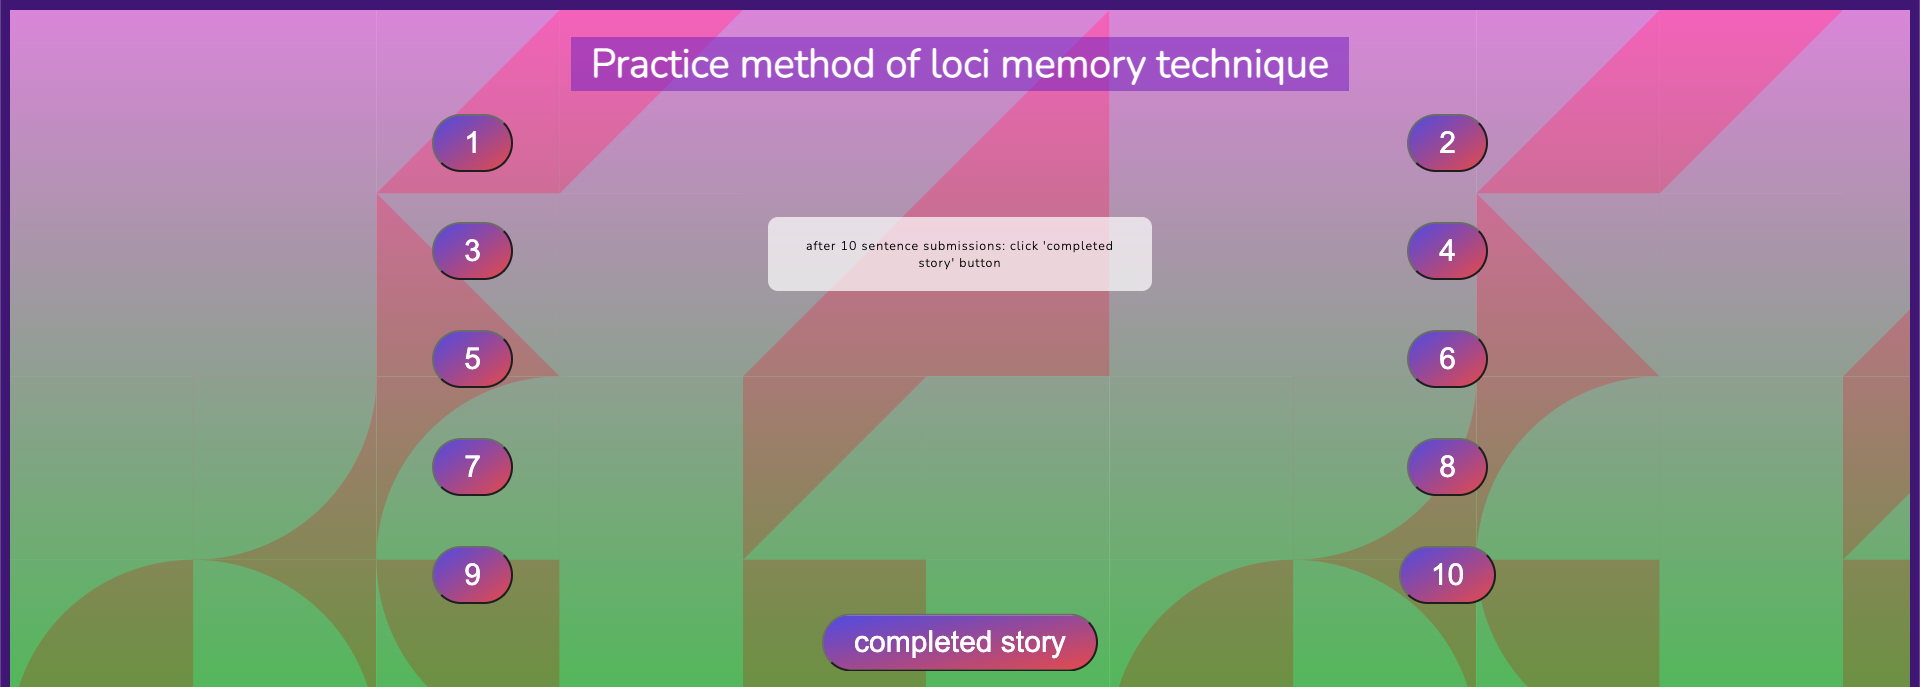 Practice method of loci memory technique
1
2
3
after 10 sentence submissions: click 'completed
story' button
4
5
6
7
8
9
10
completed story